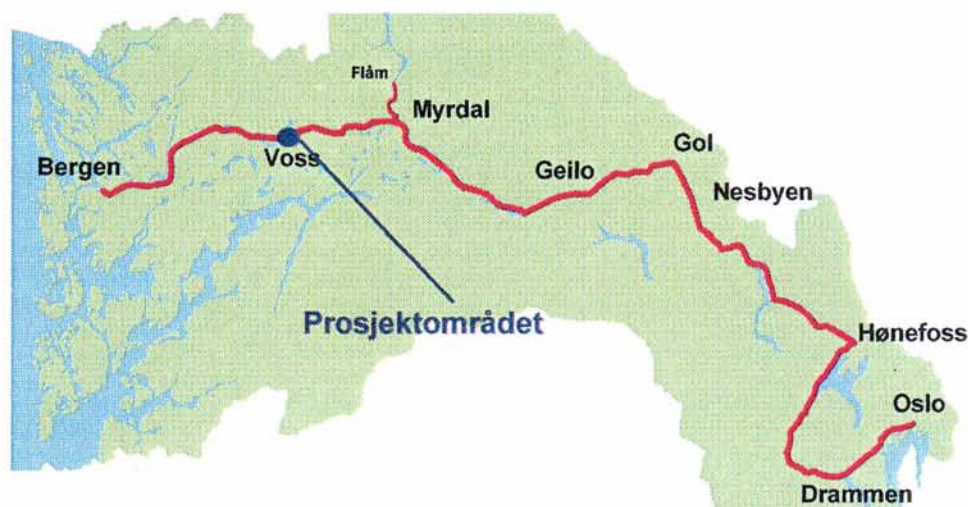 Flåm
Myrdal
Gol
Voss
Bergen
Geilo
Nesbyen
Prosjektområdet
Hønefoss
Oslo
Drammen